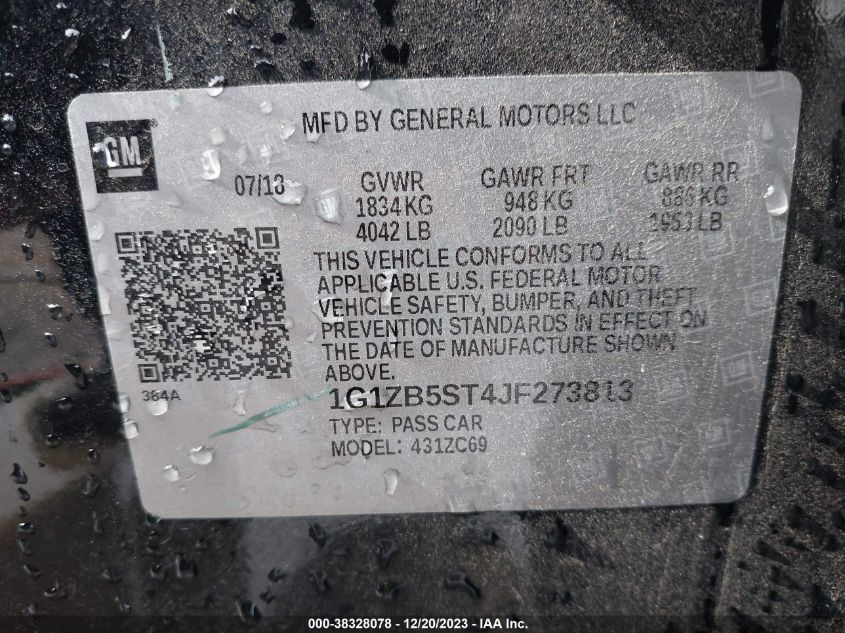 MFD BY GENERAL MOTORS LLC
GM
07/18
GVWR GAWR FRT GAWR RR
1834 KG 948 KG 886 KG
4042 LB 2090 LB 1953 LB
THIS VEHICLE CONFORMS TO ALL
APPLICABLE U.S. FEDERAL MOTOR
VEHICLE SAFETY, BUMPER, AND THEFT
PREVENTION STANDARDS IN EFFECT ON
THE DATE OF MANUFACTURE SHOWN
ABOVE.
384A
1G1ZB5ST4JF273813
TYPE: PASS CAR
MODEL: 431ZC69
000-38328078 - 12/20/2023 - IAA Inc.